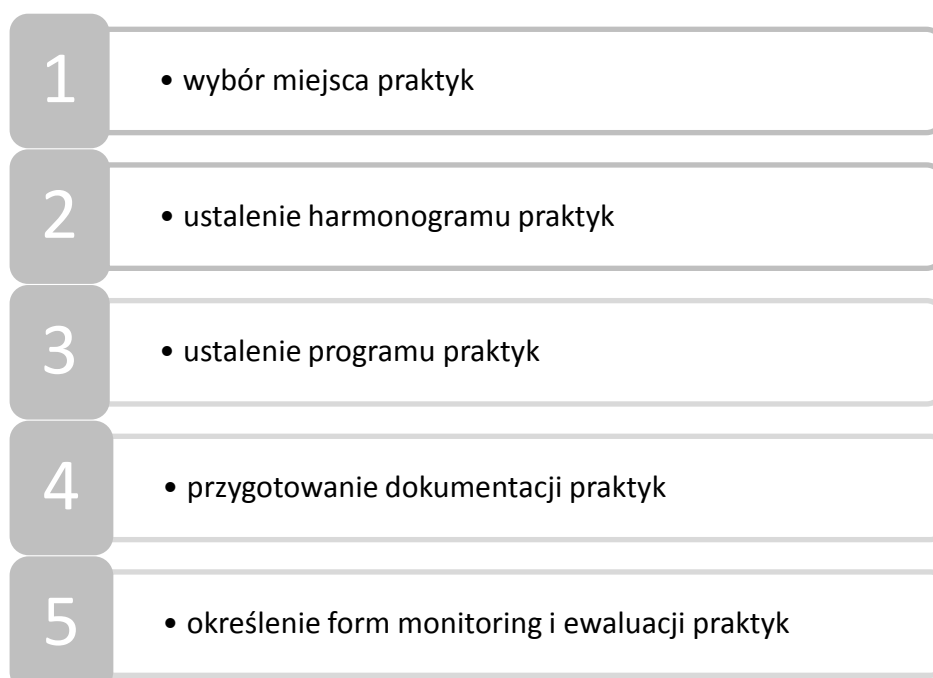 1
• wybór miejsca praktyk
2
• ustalenie harmonogramu praktyk
3
• ustalenie programu praktyk
4
• przygotowanie dokumentacji praktyk
5
• określenie form monitoring i ewaluacji praktyk